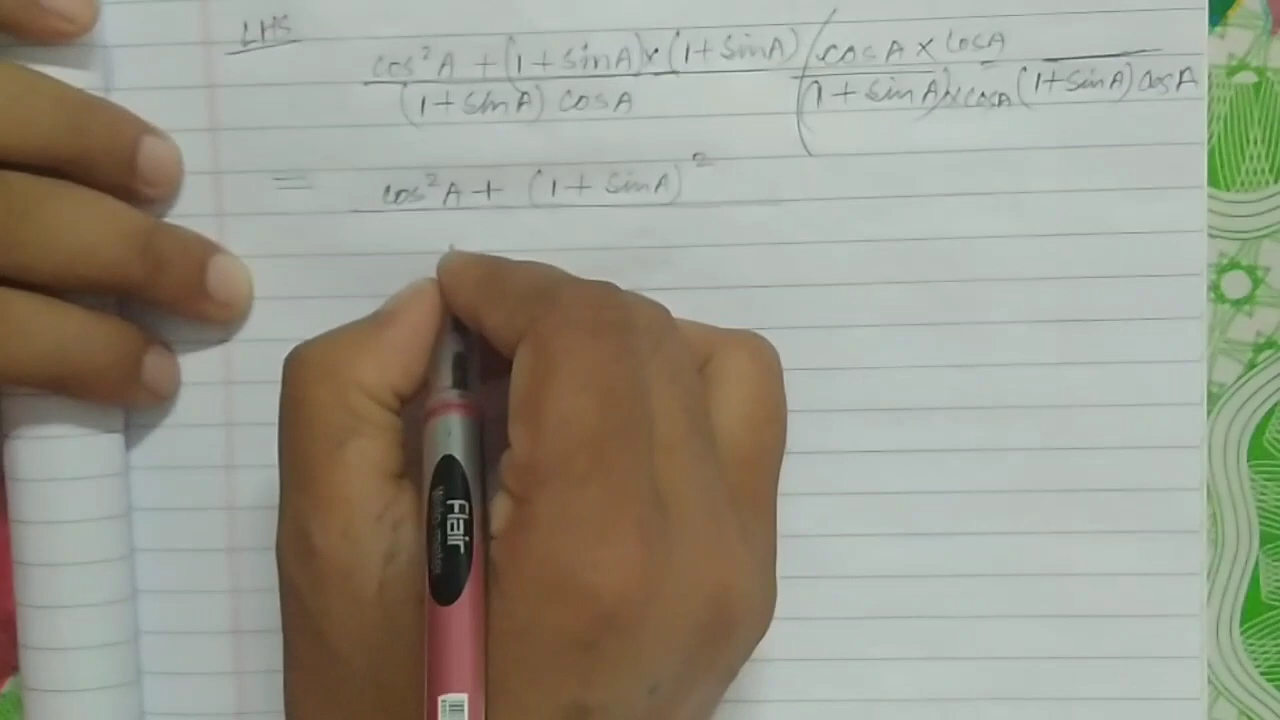 LHS
cos²A + (1 + sinA) x (1 + sinA) / cosA x cosA
(1 + sinA) cosA (1 + sinA) x cosA (1 + sinA) cosA
= cos²A + (1 + sinA)²
Flair